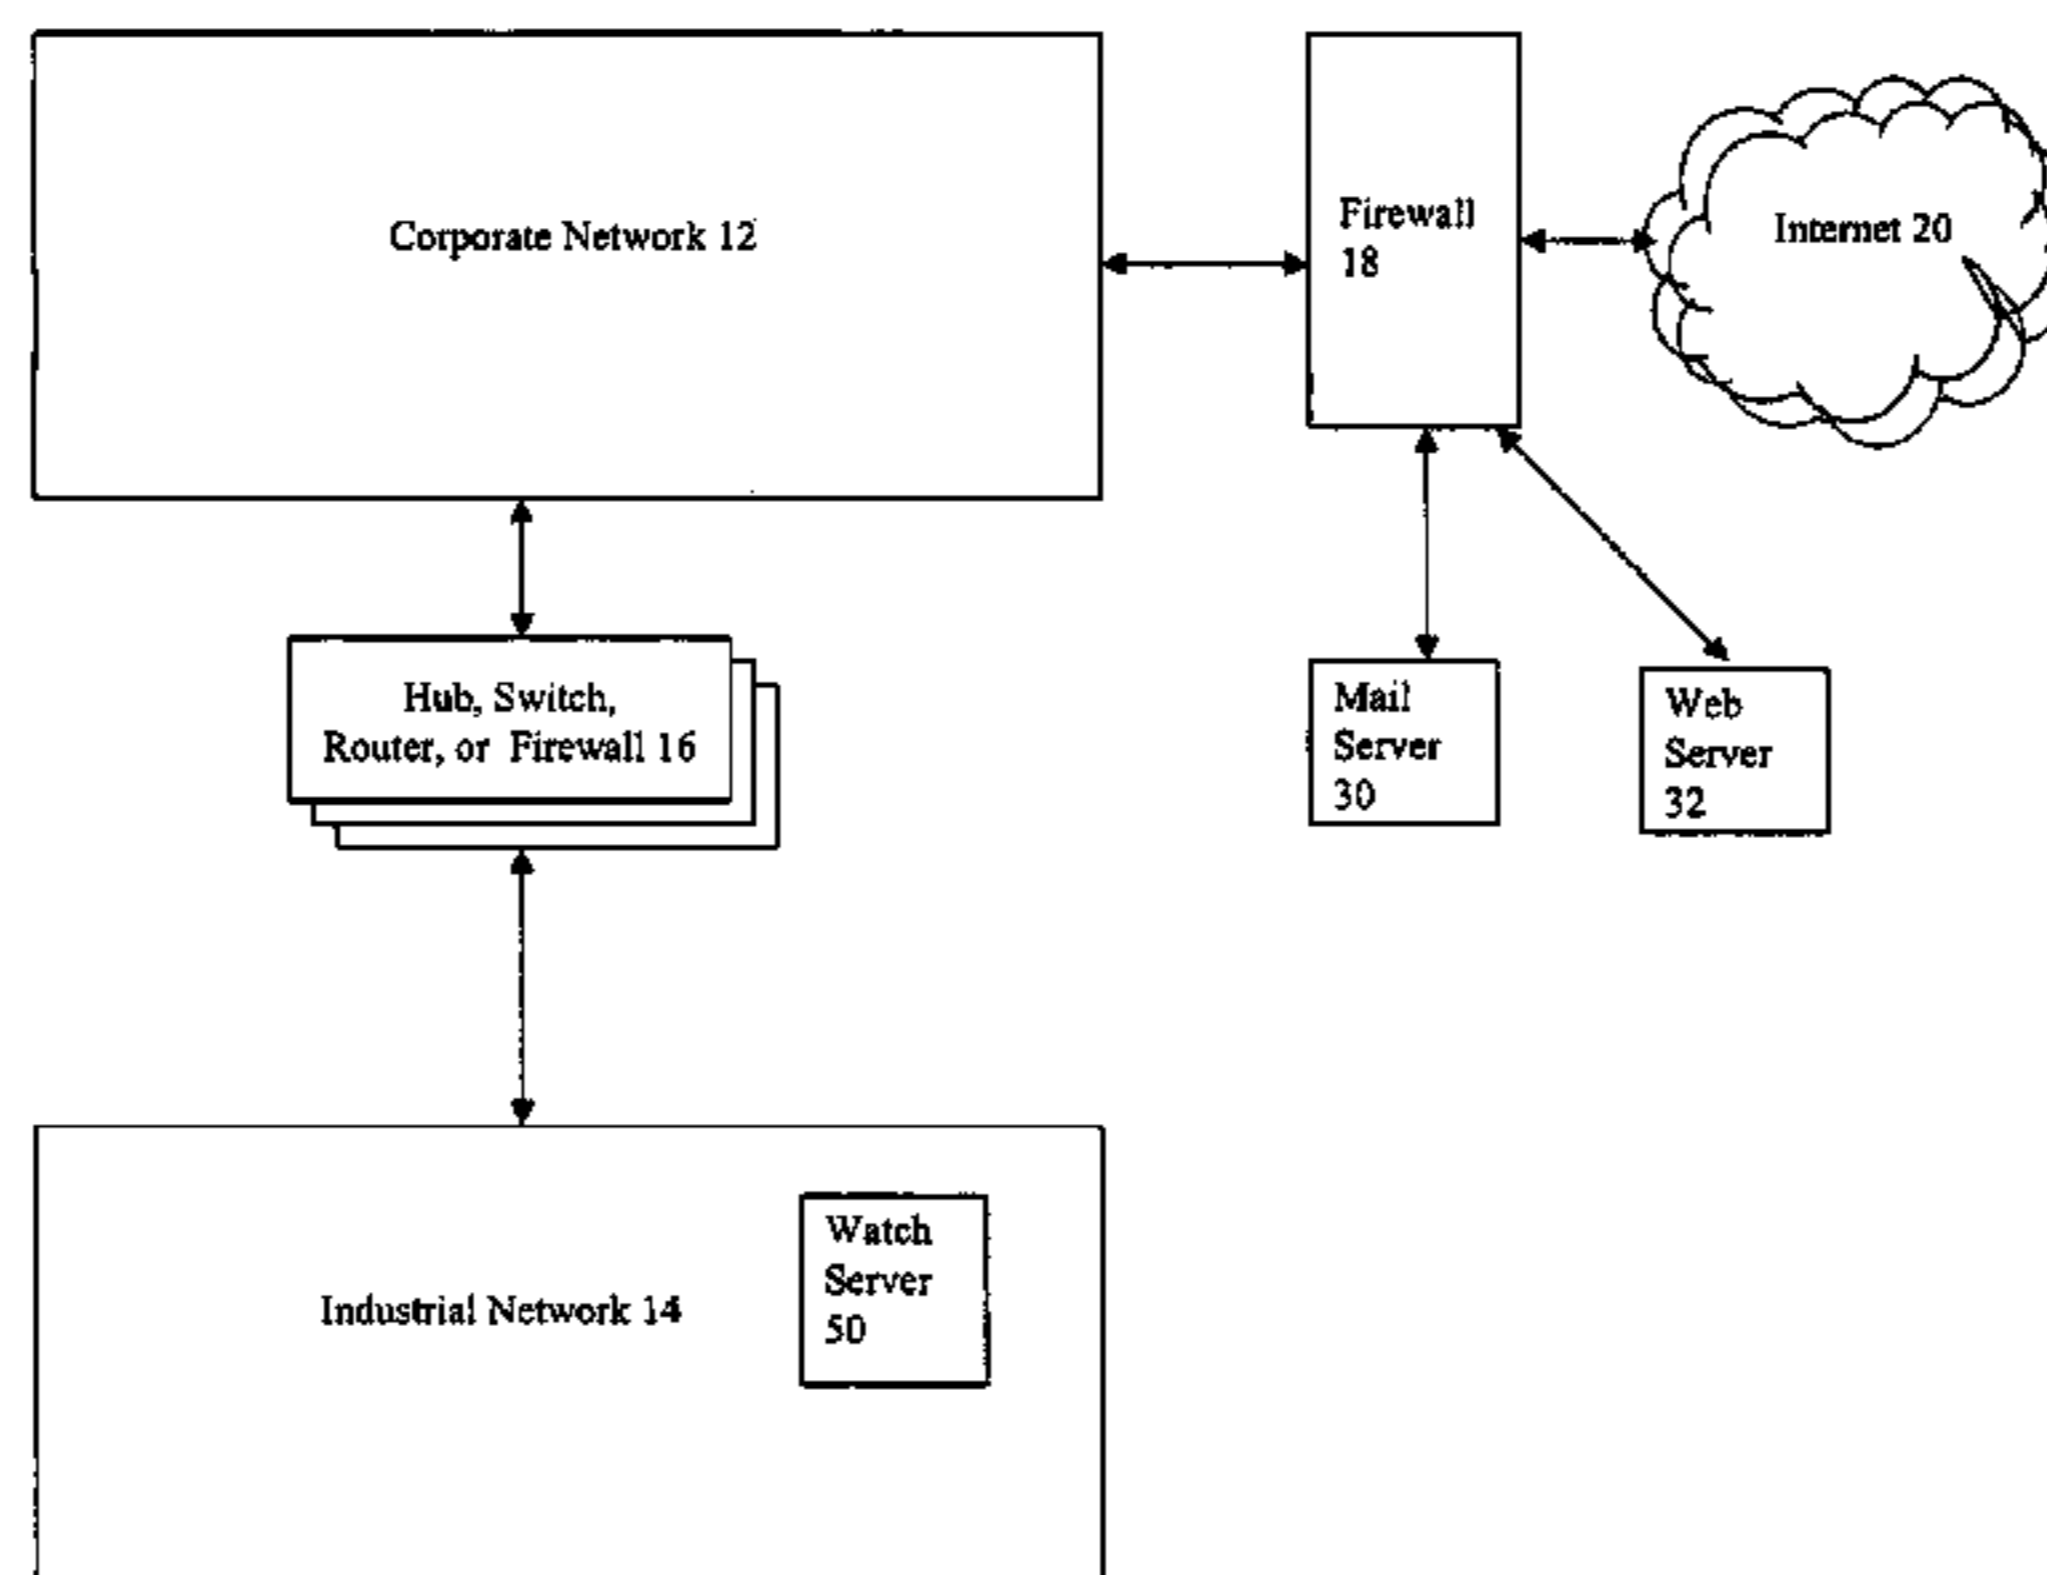 Corporate Network 12
Firewall
18
Internet 20
Hub, Switch,
Router, or Firewall 16
Mail
Server
30
Web
Server
32
Industrial Network 14
Watch
Server
50